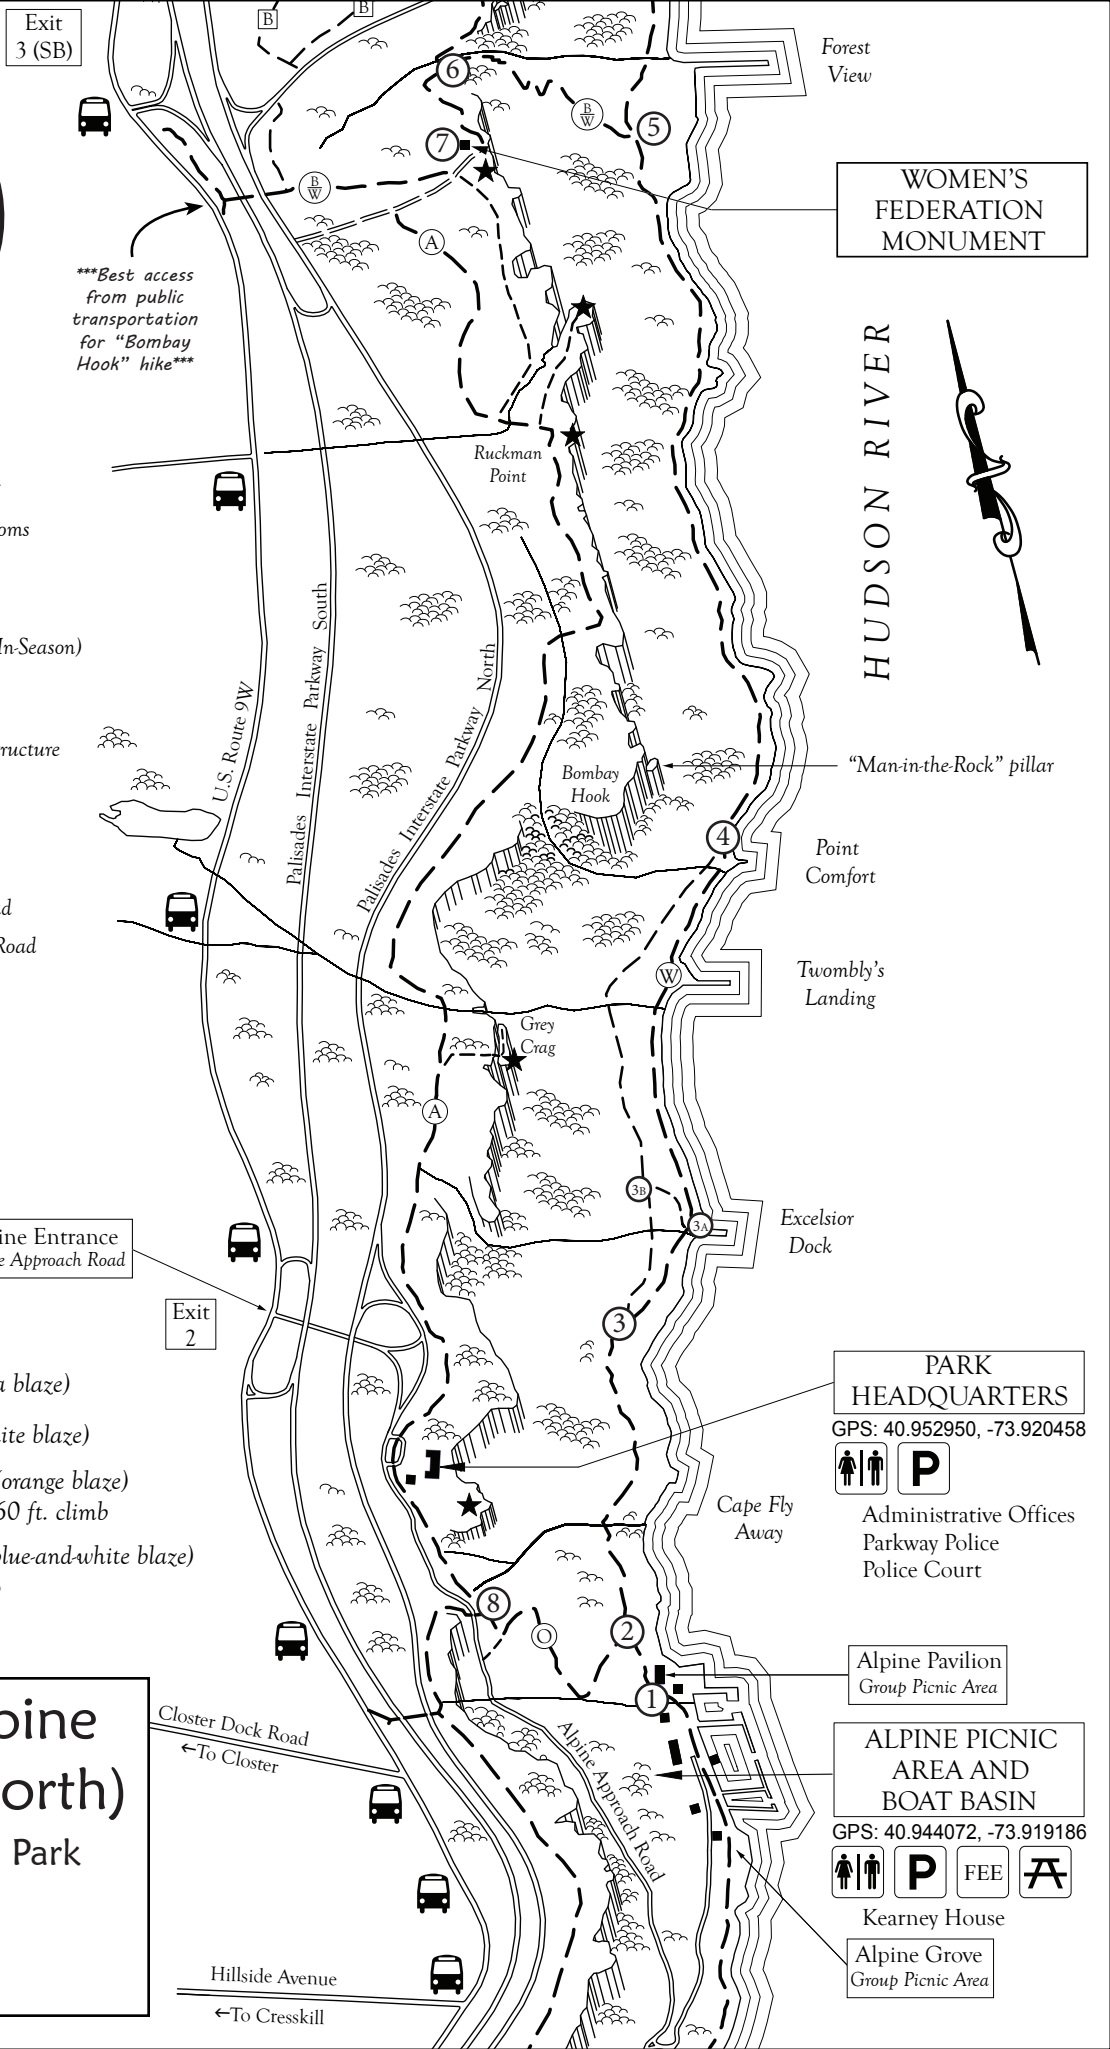 Exit
3 (SB)
B
B
Forest
View
6
B
W
5
7
B
W
WOMEN'S
FEDERATION
MONUMENT
A
***Best access
from public
transportation
for “Bombay
Hook” hike***
HUDSON RIVER
Ruckman
Point
oms
In-Season)
ructure
U.S. Route 9W
Palisades Interstate Parkway South
Palisades Interstate Parkway North
Bombay
Hook
“Man-in-the-Rock” pillar
4
Point
Comfort
d
Road
W
Twombly's
Landing
Grey
Crag
A
3B
3A
Excelsior
Dock
ine Entrance
e Approach Road
Exit
2
3
PARK
HEADQUARTERS
GPS: 40.952950, -73.920458
P
Administrative Offices
Parkway Police
Police Court
a blaze)
ite blaze)
(orange blaze)
60 ft. climb
blue-and-white blaze)
Cape Fly
Away
8
O
2
1
Alpine Pavilion
Group Picnic Area
pine
orth)
Park
Closter Dock Road
←To Closter
Alpine Approach Road
ALPINE PICNIC
AREA AND
BOAT BASIN
GPS: 40.944072, -73.919186
P
FEE
Kearney House
Alpine Grove
Group Picnic Area
Hillside Avenue
←To Cresskill